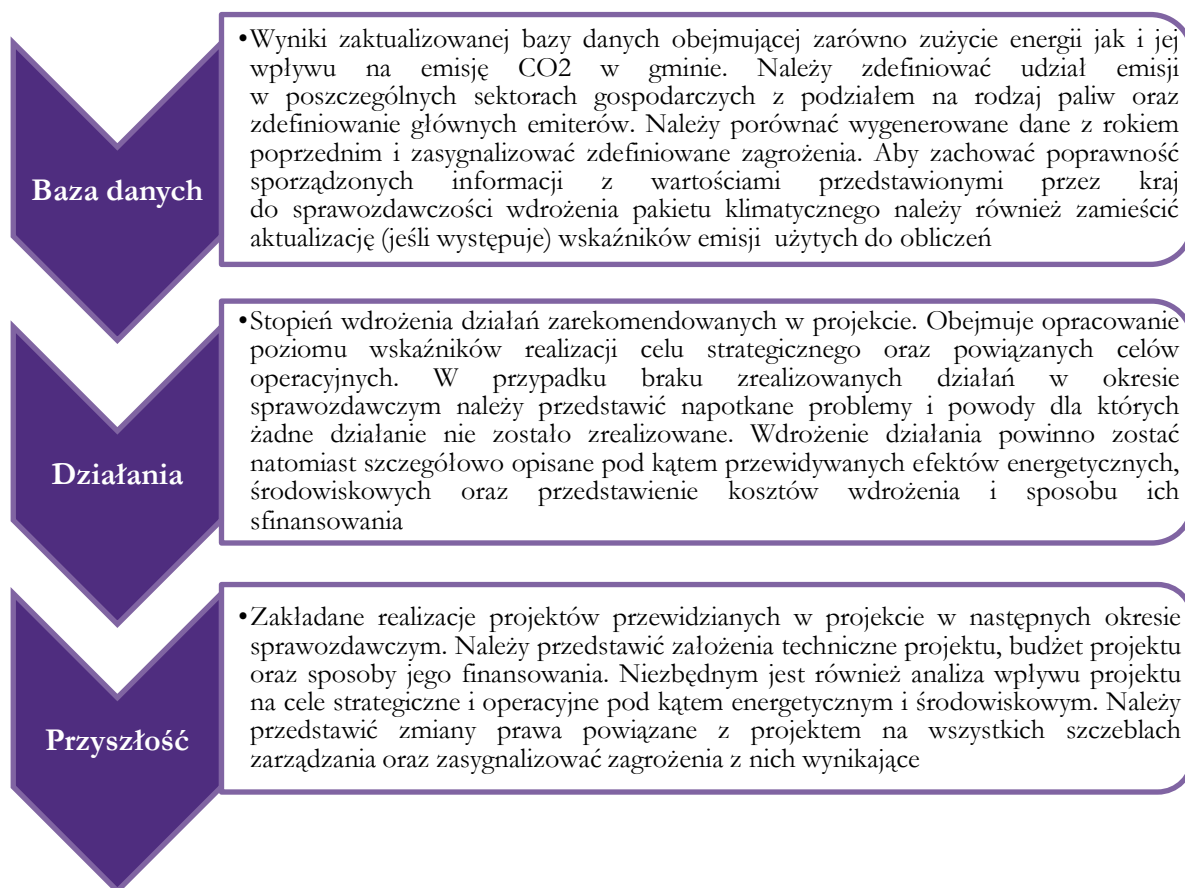 Baza danych
•Wyniki zaktualizowanej bazy danych obejmującej zarówno zużycie energii jak i jej
wpływu na emisję CO2 w gminie. Należy zdefiniować udział emisji
w poszczególnych sektorach gospodarczych z podziałem na rodzaj paliw oraz
zdefiniowanie głównych emiterów. Należy porównać wygenerowane dane z rokiem
poprzednim i zasygnalizować zdefiniowane zagrożenia. Aby zachować poprawność
sporządzonych informacji z wartościami przedstawionymi przez kraj
do sprawozdawczości wdrożenia pakietu klimatycznego należy również zamieścić
aktualizację (jeśli występuje) wskaźników emisji użytych do obliczeń
Działania
•Stopień wdrożenia działań zarekomendowanych w projekcie. Obejmuje opracowanie
poziomu wskaźników realizacji celu strategicznego oraz powiązanych celów
operacyjnych. W przypadku braku zrealizowanych działań w okresie
sprawozdawczym należy przedstawić napotkane problemy i powody dla których
żadne działanie nie zostało zrealizowane. Wdrożenie działania powinno zostać
natomiast szczegółowo opisane pod kątem przewidywanych efektów energetycznych,
środowiskowych oraz przedstawienie kosztów wdrożenia i sposobu ich
sfinansowania
Przyszłość
•Zakładane realizacje projektów przewidzianych w projekcie w następnych okresie
sprawozdawczym. Należy przedstawić założenia techniczne projektu, budżet projektu
oraz sposoby jego finansowania. Niezbędnym jest również analiza wpływu projektu
na cele strategiczne i operacyjne pod kątem energetycznym i środowiskowym. Należy
przedstawić zmiany prawa powiązane z projektem na wszystkich szczeblach
zarządzania oraz zasygnalizować zagrożenia z nich wynikające